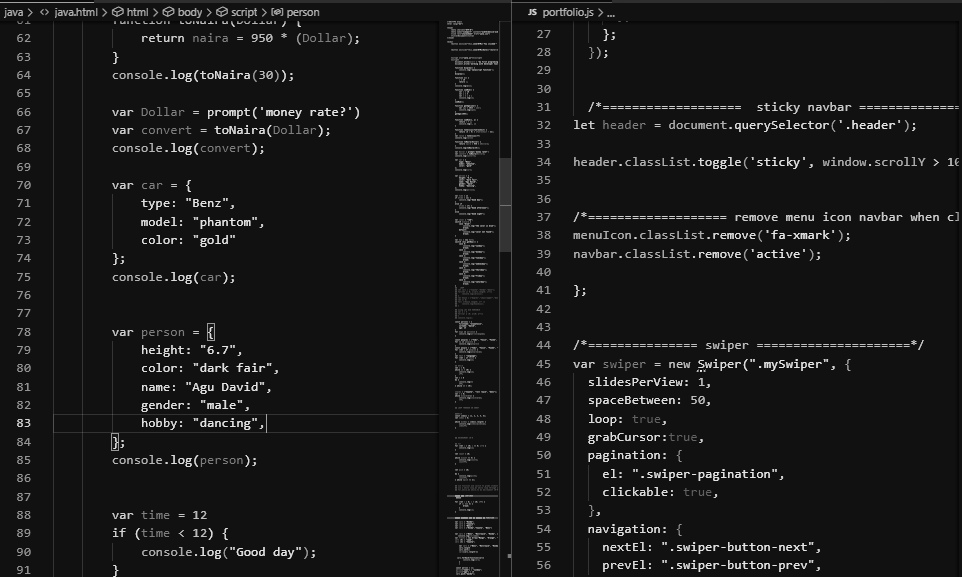 java > <> java.html > html > body > script > person
function toNaira(Dollar) {
62 return naira = 950 * (Dollar);
63 }
64 console.log(toNaira(30));
65
66 var Dollar = prompt('money rate?')
67 var convert = toNaira(Dollar);
68 console.log(convert);
69
70 var car = {
71 type: "Benz",
72 model: "phantom",
73 color: "gold"
74 };
75 console.log(car);
76
77
78 var person = {
79 height: "6.7",
80 color: "dark fair",
81 name: "Agu David",
82 gender: "male",
83 hobby: "dancing",
84 };
85 console.log(person);
86
87
88 var time = 12
89 if (time < 12) {
90 console.log("Good day");
91 }
JS portfolio.js > ...
27 };
28 });
29
30
31 /*=================== sticky navbar ==============
32 let header = document.querySelector('.header');
33
34 header.classList.toggle('sticky', window.scrollY > 10
35
36
37 /*=================== remove menu icon navbar when cl
38 menuIcon.classList.remove('fa-xmark');
39 navbar.classList.remove('active');
40
41 };
42
43
44 /*=============== swiper =====================*/
45 var swiper = new Swiper(".mySwiper", {
46 slidesPerView: 1,
47 spaceBetween: 50,
48 loop: true,
49 grabCursor:true,
50 pagination: {
51 el: ".swiper-pagination",
52 clickable: true,
53 },
54 navigation: {
55 nextEl: ".swiper-button-next",
56 prevEl: ".swiper-button-prev",